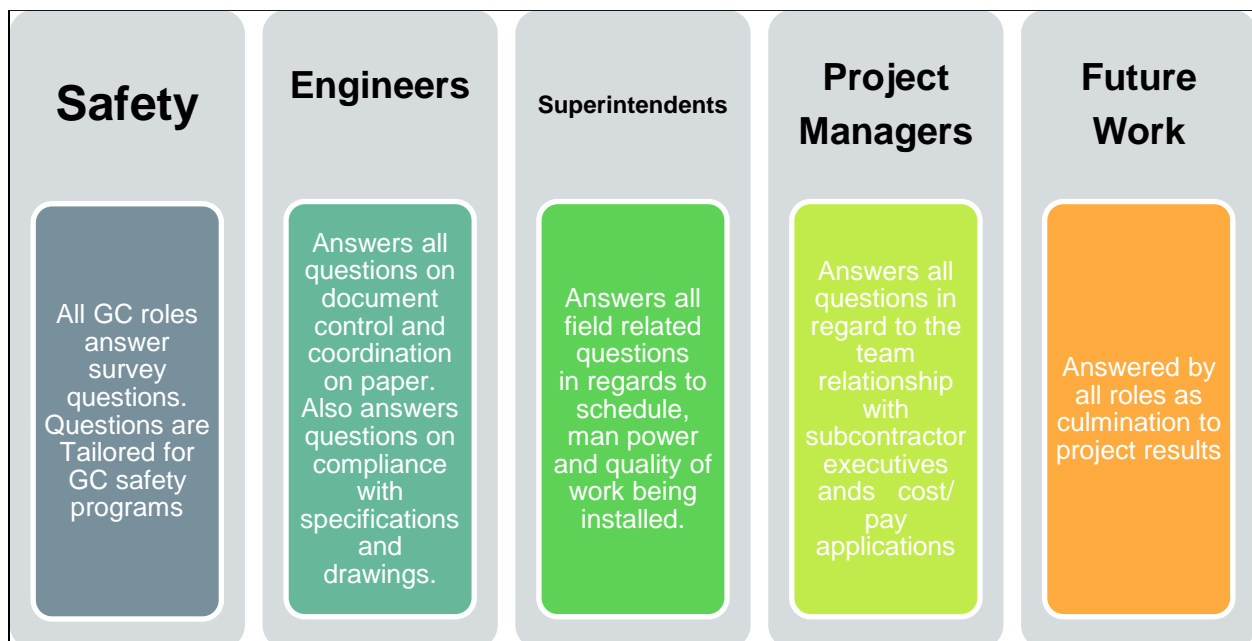 Safety
All GC roles
answer
survey
questions.
Questions are
Tailored for
GC safety
programs
Engineers
Answers all
questions on
document
control and
coordination
on paper.
Also answers
questions on
compliance
with
specifications
and
drawings.
Superintendents
Answers all
field related
questions
in regards to
schedule,
man power
and quality of
work being
installed.
Project
Managers
Answers all
questions in
regard to the
team
relationship
with
subcontractor
executives
ands cost/
pay
applications
Future
Work
Answered by
all roles as
culmination to
project results